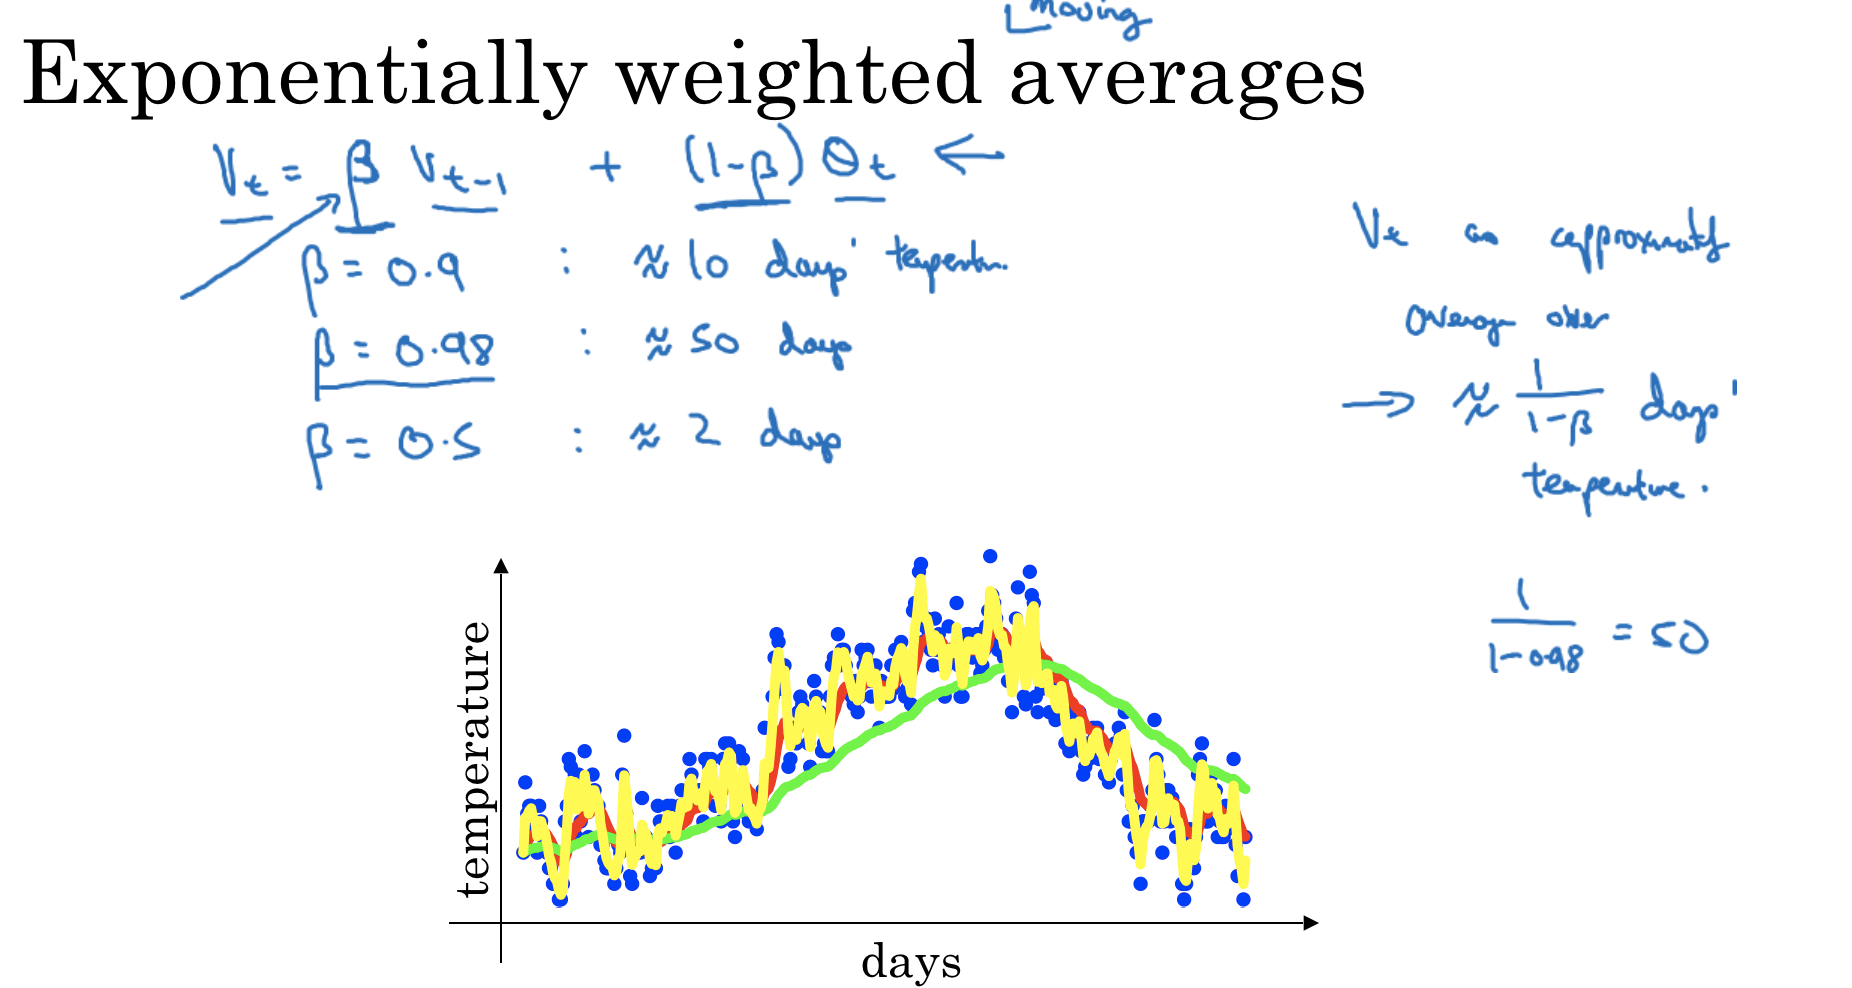 moving
Exponentially weighted averages
Vt = β Vt-1 + (1-β) θt ←
β = 0.9 : ≈ 10 days' temperatur.
β = 0.98 : ≈ 50 days
β = 0.5 : ≈ 2 days
Vt as approximately
average over
→ ≈ 1/(1-β) days'
temperature.
1/(1-0.98) = 50
temperature
days